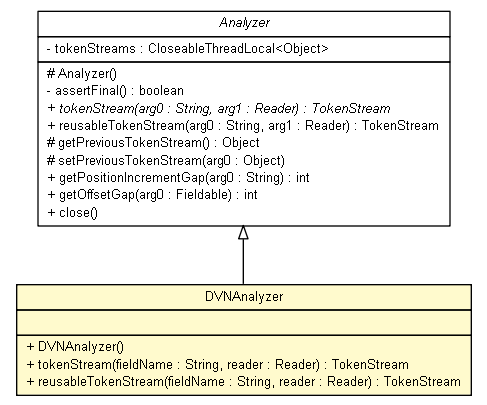 Analyzer
- tokenStreams : CloseableThreadLocal<Object>
# Analyzer()
- assertFinal() : boolean
+ tokenStream(arg0 : String, arg1 : Reader) : TokenStream
+ reusableTokenStream(arg0 : String, arg1 : Reader) : TokenStream
# getPreviousTokenStream() : Object
# setPreviousTokenStream(arg0 : Object)
+ getPositionIncrementGap(arg0 : String) : int
+ getOffsetGap(arg0 : Fieldable) : int
+ close()
DVNAnalyzer
+ DVNAnalyzer()
+ tokenStream(fieldName : String, reader : Reader) : TokenStream
+ reusableTokenStream(fieldName : String, reader : Reader) : TokenStream